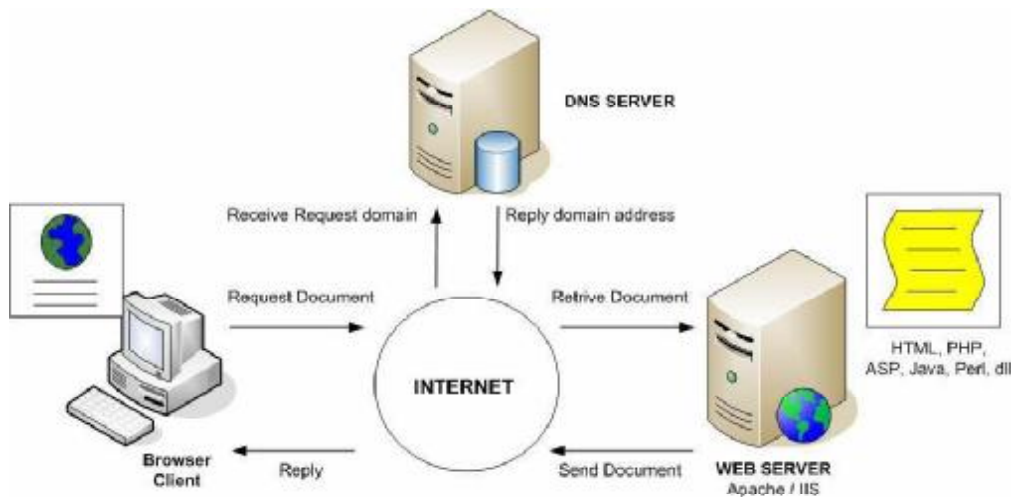 DNS SERVER
Receive Request domain
Reply domain address
Request Document
Retrive Document
HTML, PHP,
ASP, Java, Perl, dll
INTERNET
Browser
Client
Reply
Send Document
WEB SERVER
Apache / IIS